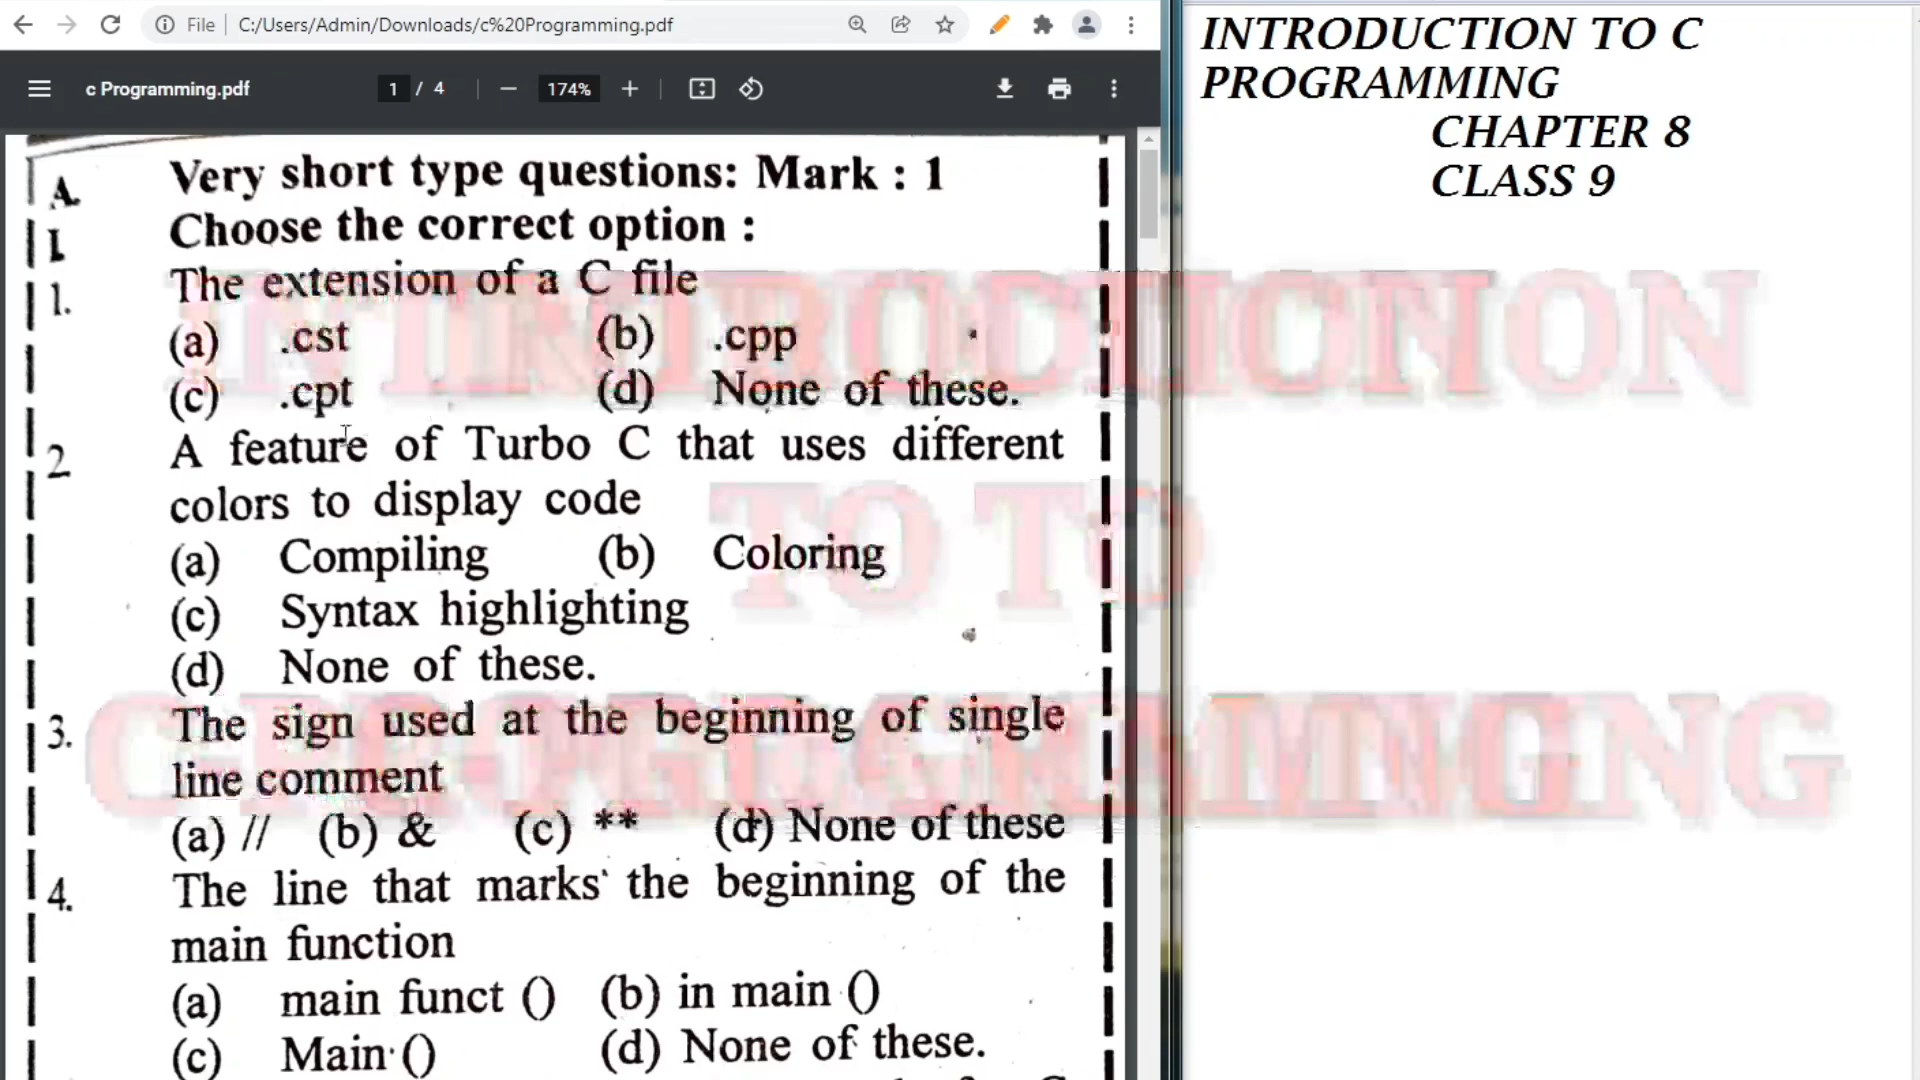 File | C:/Users/Admin/Downloads/c%20Programming.pdf
c Programming.pdf
1 / 4
174%
A. Very short type questions: Mark : 1
I. Choose the correct option :
1. The extension of a C file
(a) .cst (b) .cpp
(c) .cpt (d) None of these.
2. A feature of Turbo C that uses different
colors to display code
(a) Compiling (b) Coloring
(c) Syntax highlighting
(d) None of these.
3. The sign used at the beginning of single
line comment
(a) // (b) & (c) ** (d) None of these
4. The line that marks the beginning of the
main function
(a) main funct () (b) in main ()
(c) Main () (d) None of these.
INTRODUCTION TO C
PROGRAMMING
CHAPTER 8
CLASS 9